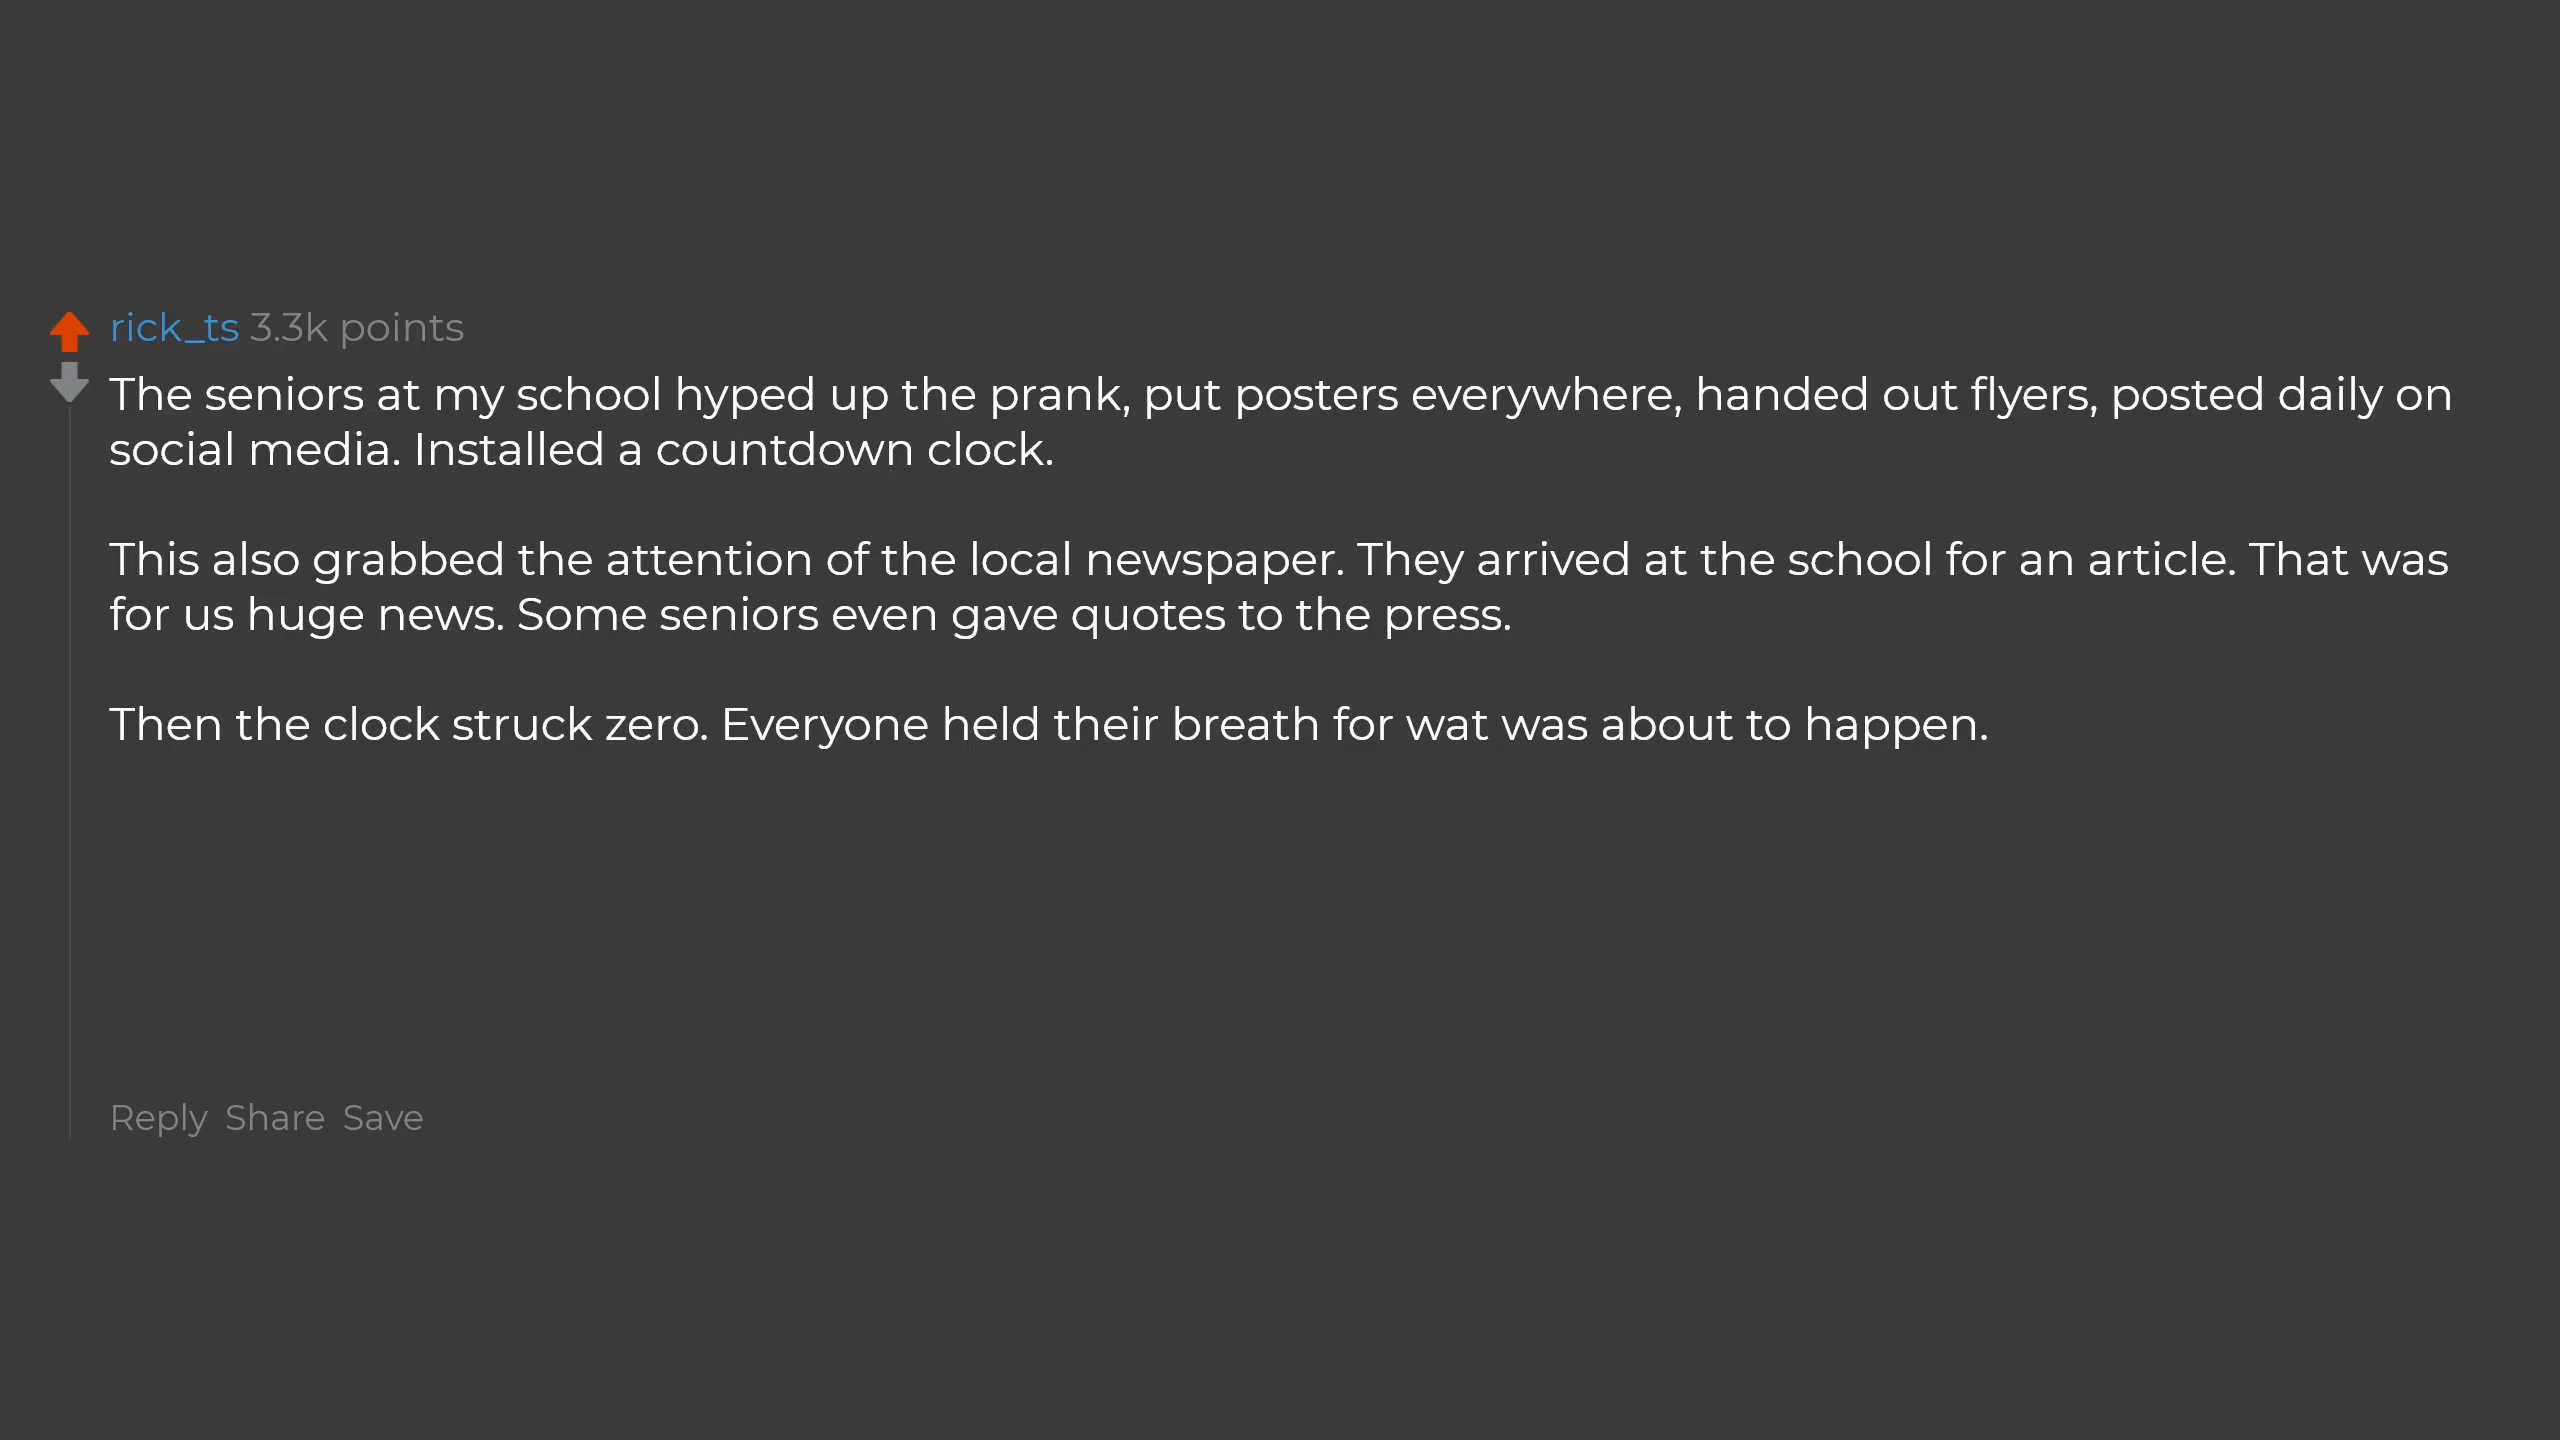 rick_ts 3.3k points
The seniors at my school hyped up the prank, put posters everywhere, handed out flyers, posted daily on
social media. Installed a countdown clock.
This also grabbed the attention of the local newspaper. They arrived at the school for an article. That was
for us huge news. Some seniors even gave quotes to the press.
Then the clock struck zero. Everyone held their breath for wat was about to happen.
Reply Share Save